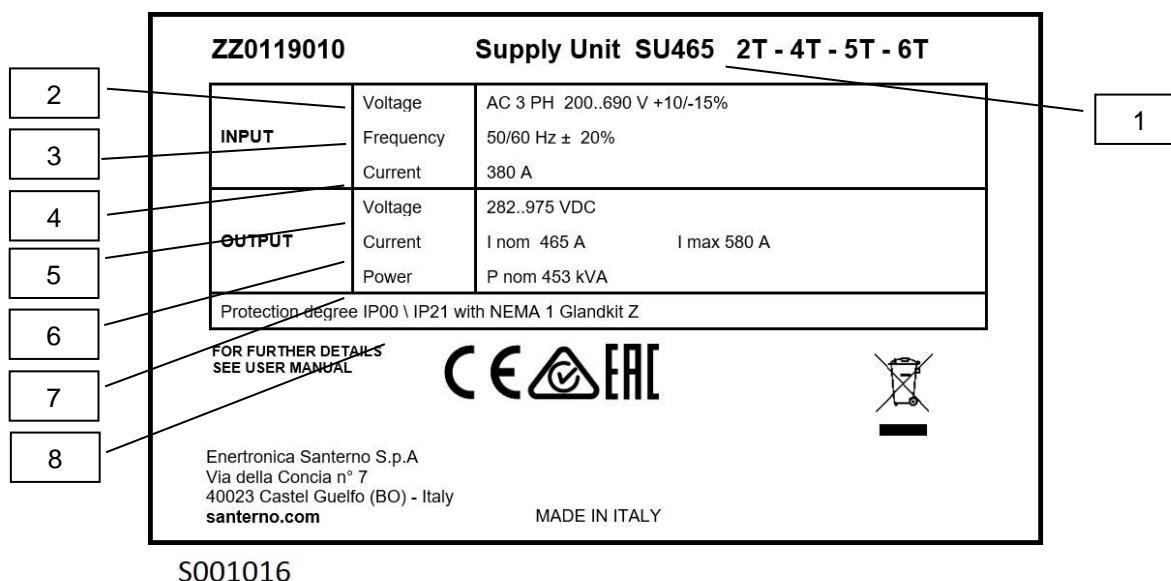 ZZ0119010 Supply Unit SU465 2T - 4T - 5T - 6T
2
1
Voltage AC 3 PH 200..690 V +10/-15%
INPUT Frequency 50/60 Hz ± 20%
3
Current 380 A
4
Voltage 282..975 VDC
OUTPUT Current I nom 465 A I max 580 A
5
Power P nom 453 kVA
Protection degree IP00 \ IP21 with NEMA 1 Glandkit Z
6
FOR FURTHER DETAILS
SEE USER MANUAL
CE EAC
7
8
Enertronica Santerno S.p.A
Via della Concia n° 7
40023 Castel Guelfo (BO) - Italy
santerno.com MADE IN ITALY
S001016